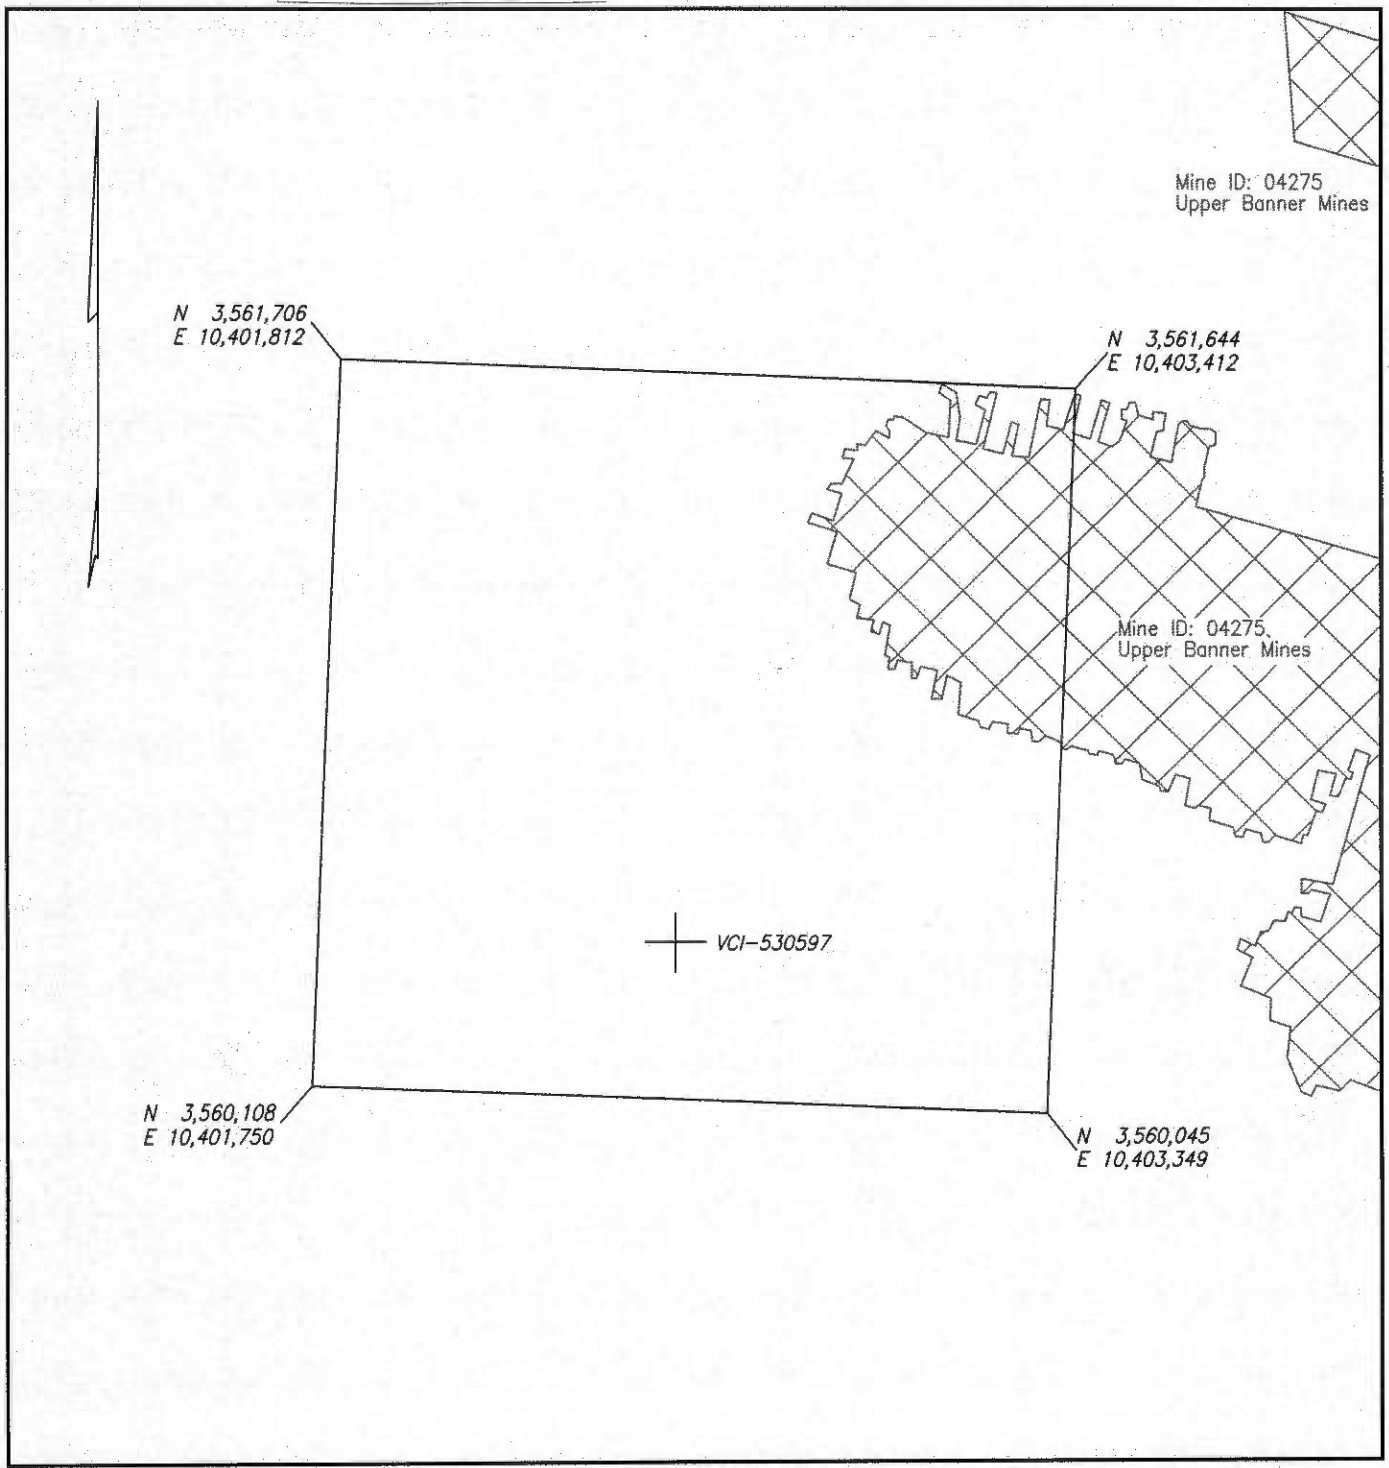 Mine ID: 04275
Upper Banner Mines
N 3,561,706
E 10,401,812
N 3,561,644
E 10,403,412
Mine ID: 04275
Upper Banner Mines
VCI-530597
N 3,560,108
E 10,401,750
N 3,560,045
E 10,403,349